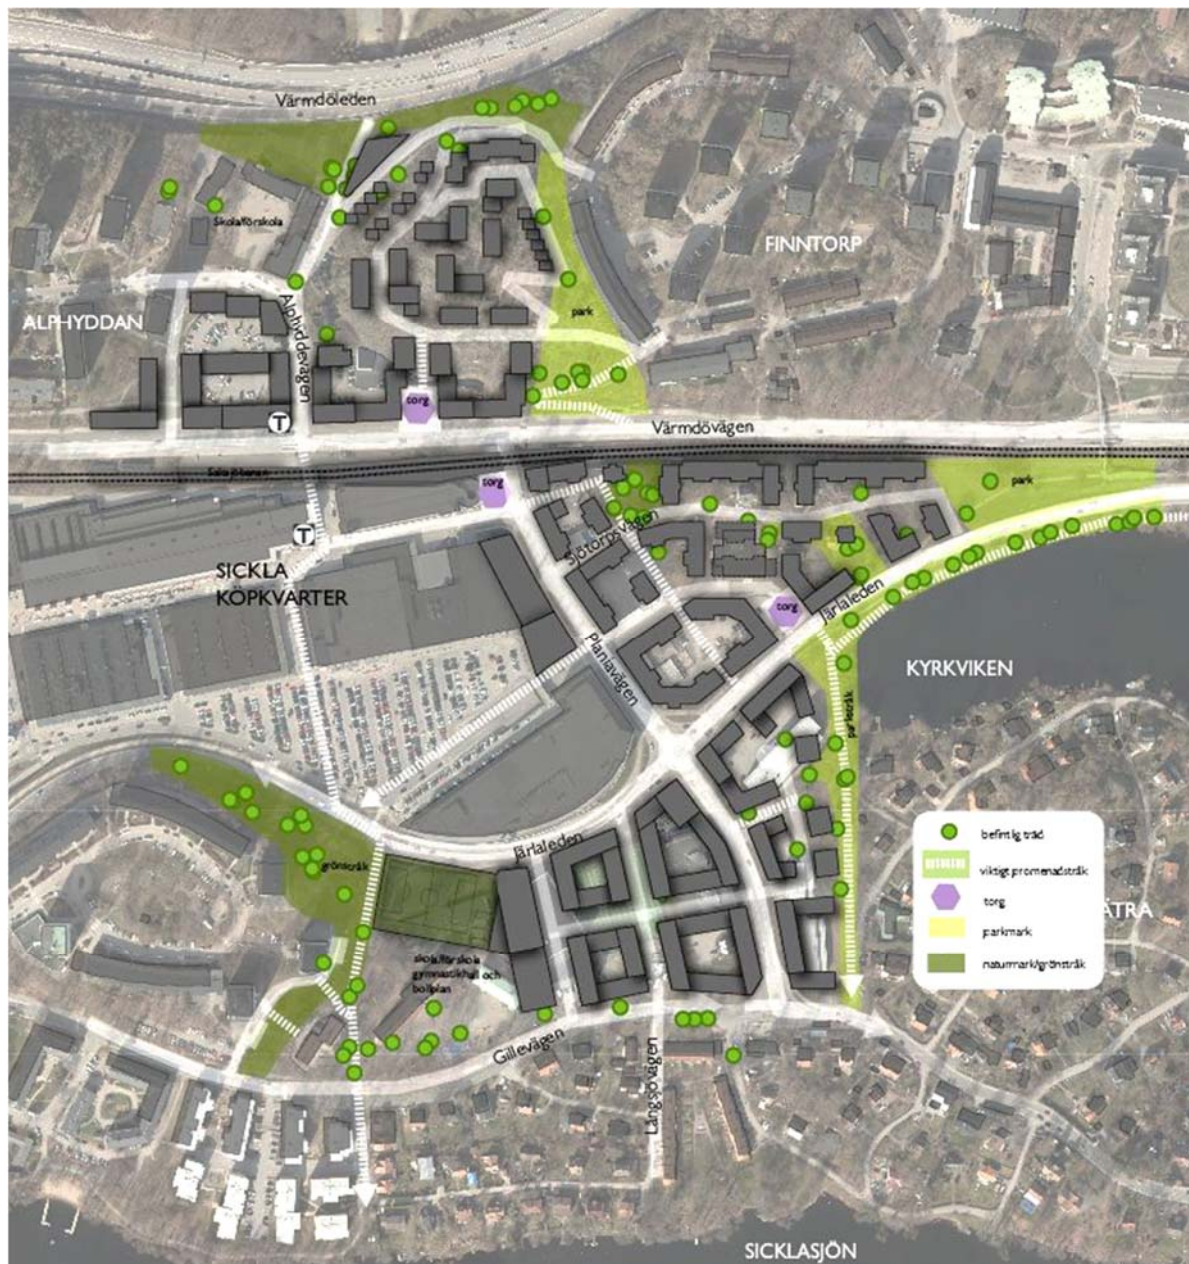 Värmdöleden
Skola/förskola
FINNTORP
ALPHYDDAN
Alphyddevägen
park
torg
T
Värmdövägen
Saltsjöbanan
torg
park
T
Sjötorpsvägen
SICKLA
KÖPKVARTER
torg
Järlaleden
Planiavägen
KYRKVIKEN
parkstråk
befintlig träd
viktigt promenadstråk
torg
ÄTRA
parkmark
naturmark/grönstråk
Järlaleden
grönstråk
skola/förskola
gymnastikhall och
bollplan
Gillevägen
Långsjövägen
SICKLASJÖN